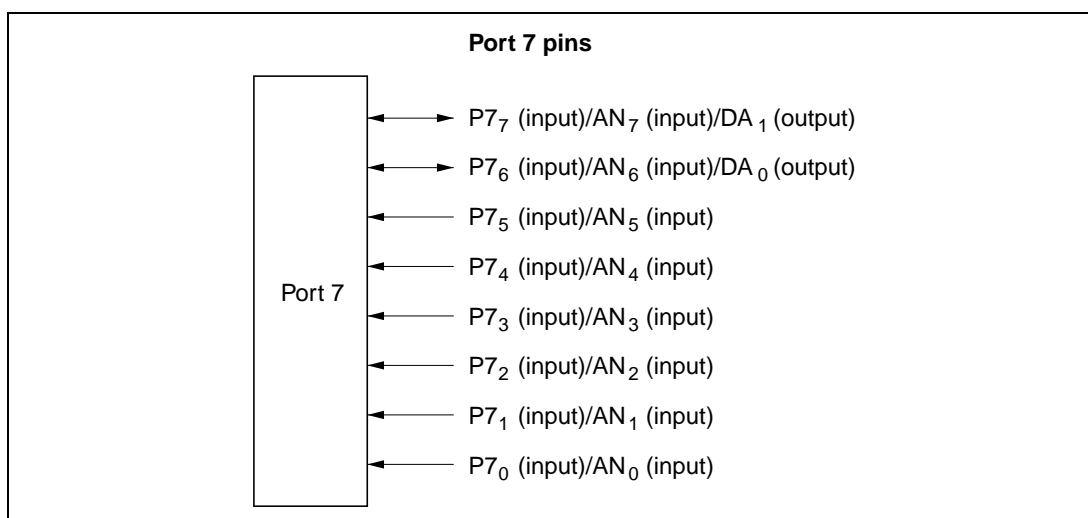 Port 7 pins
P7₇ (input)/AN₇ (input)/DA₁ (output)
P7₆ (input)/AN₆ (input)/DA₀ (output)
P7₅ (input)/AN₅ (input)
P7₄ (input)/AN₄ (input)
Port 7
P7₃ (input)/AN₃ (input)
P7₂ (input)/AN₂ (input)
P7₁ (input)/AN₁ (input)
P7₀ (input)/AN₀ (input)